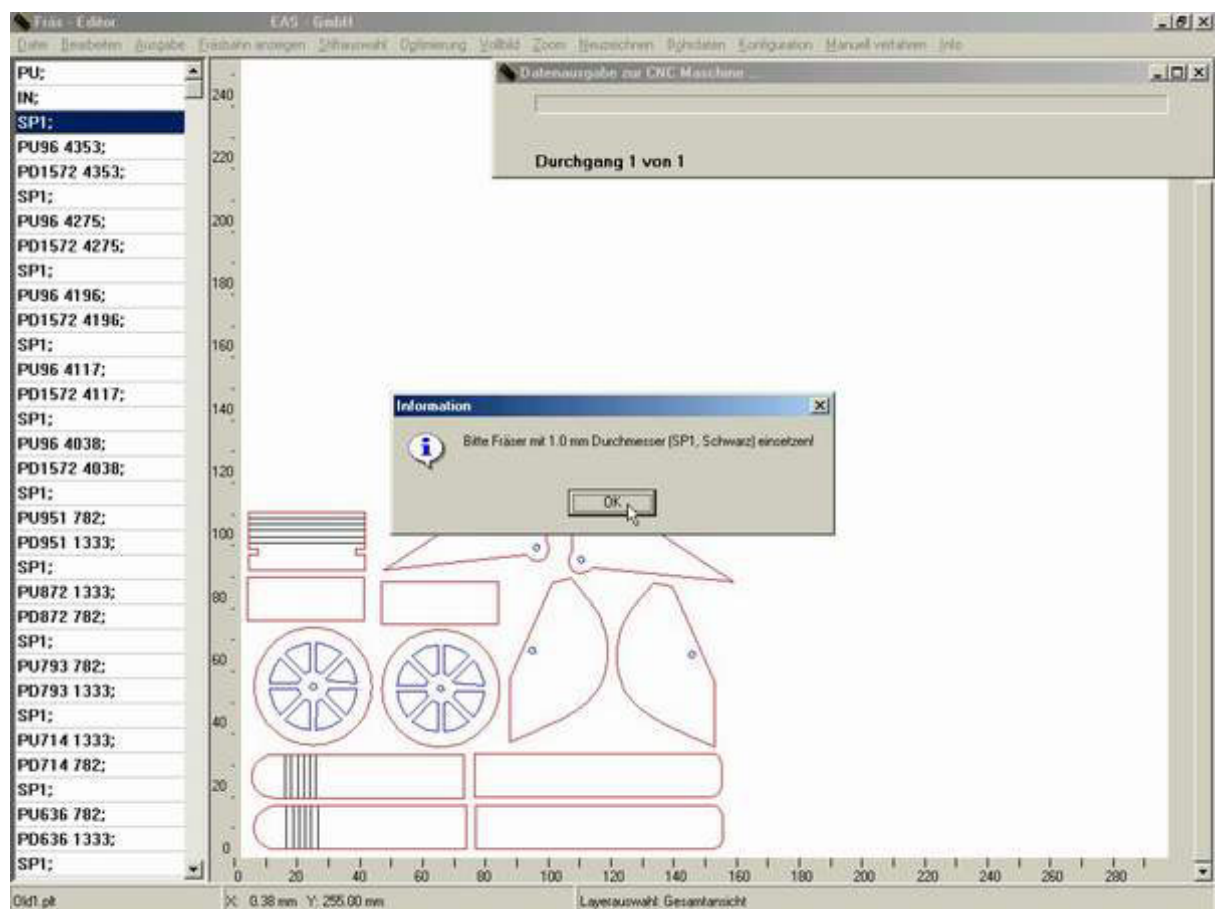 Fräs - Editor EAS - GmbH
Datei Bearbeiten Ausgabe Fräsbahn anzeigen Stiftauswahl Optimierung Vollbild Zoom Neuzeichnen Bohrdaten Konfiguration Manuell verfahren Info
PU;
IN;
SP1;
PU96 4353;
PD1572 4353;
SP1;
PU96 4275;
PD1572 4275;
SP1;
PU96 4196;
PD1572 4196;
SP1;
PU96 4117;
PD1572 4117;
SP1;
PU96 4038;
PD1572 4038;
SP1;
PU951 782;
PD951 1333;
SP1;
PU872 1333;
PD872 782;
SP1;
PU793 782;
PD793 1333;
SP1;
PU714 1333;
PD714 782;
SP1;
PU636 782;
PD636 1333;
SP1;
240
220
200
180
160
140
120
100
80
60
40
20
0
0 20 40 60 80 100 120 140 160 180 200 220 240 260 280
Datenausgabe zur CNC Maschine ...
Durchgang 1 von 1
Information
Bitte Fräser mit 1.0 mm Durchmesser (SP1, Schwarz) einsetzen!
OK
Old1.plt X: 0.38 mm Y: 255.00 mm Layerauswahl: Gesamtansicht